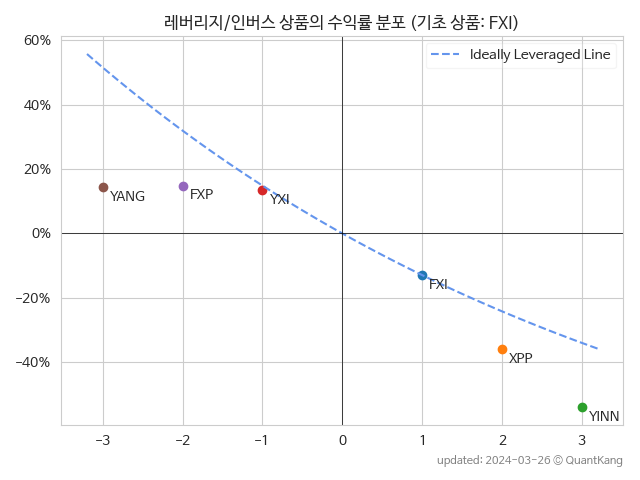 레버리지/인버스 상품의 수익률 분포 (기초 상품: FXI)
60%
Ideally Leveraged Line
40%
20%
YANG
FXP
YXI
0%
FXI
−20%
XPP
−40%
YINN
−3 −2 −1 0 1 2 3
updated: 2024-03-26 © QuantKang